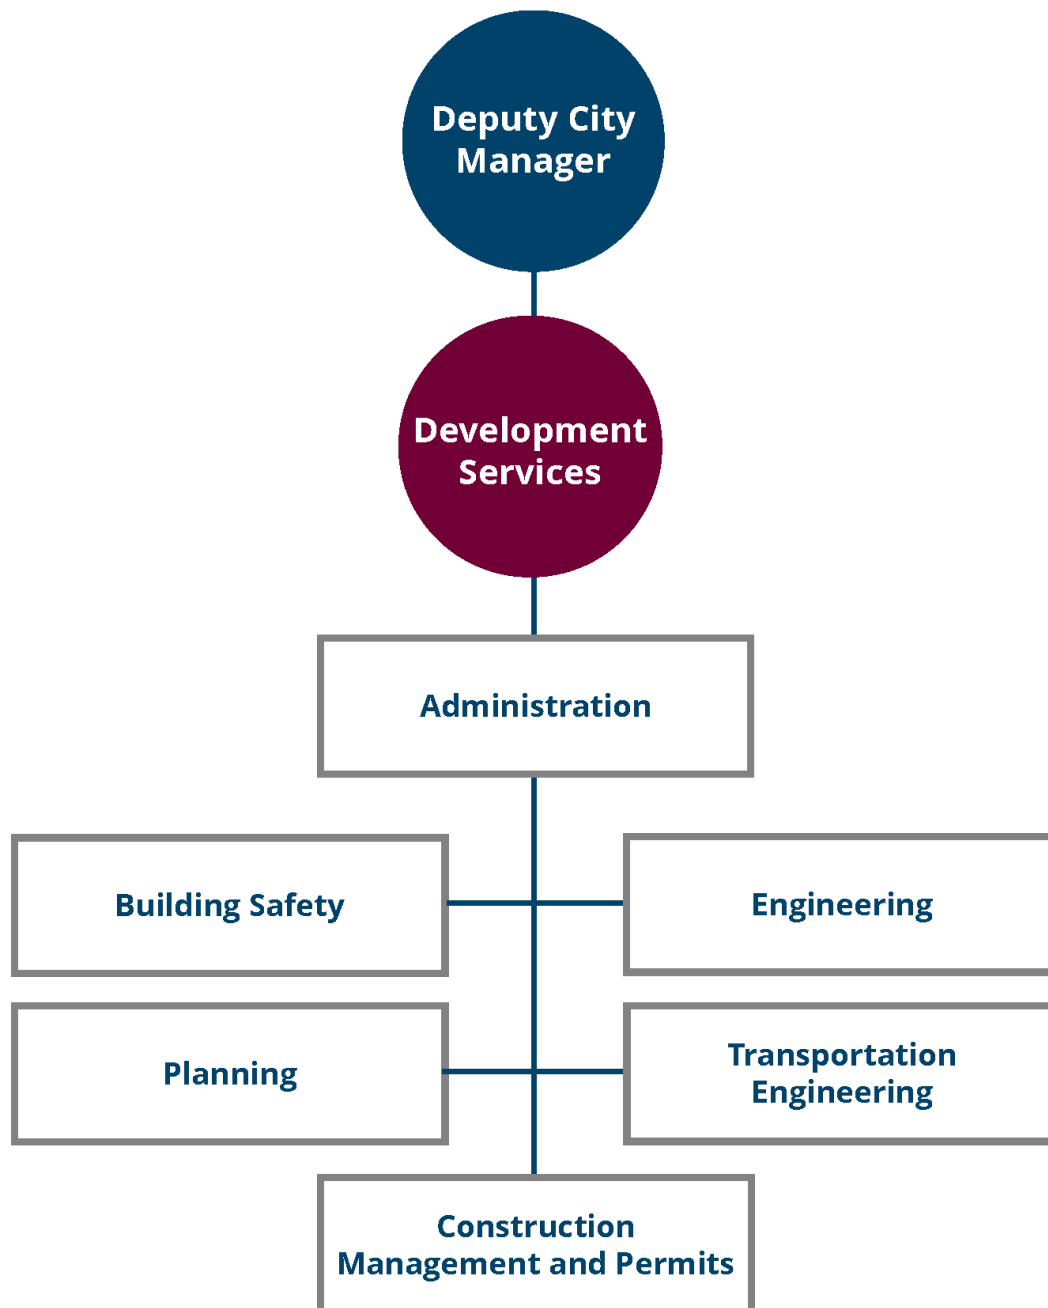 Deputy City
Manager
Development
Services
Administration
Building Safety
Engineering
Planning
Transportation
Engineering
Construction
Management and Permits